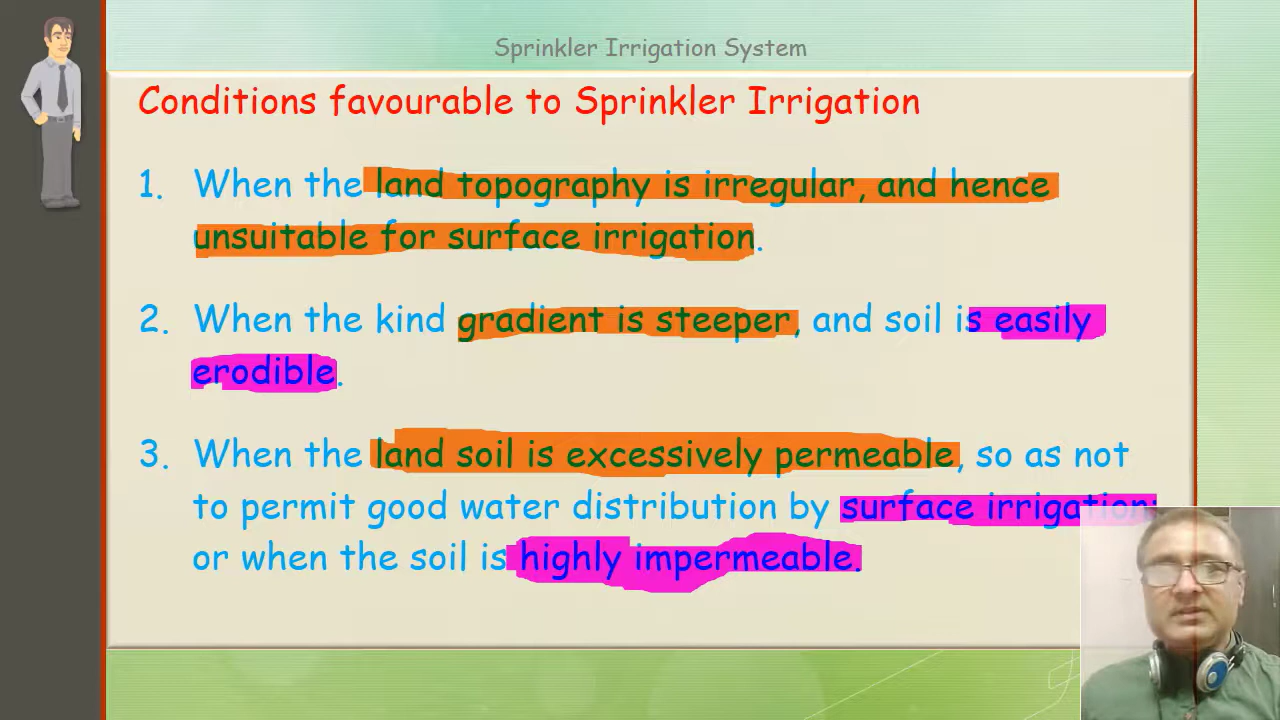 Sprinkler Irrigation System
Conditions favourable to Sprinkler Irrigation
1. When the land topography is irregular, and hence
unsuitable for surface irrigation.
2. When the kind gradient is steeper, and soil is easily
erodible.
3. When the land soil is excessively permeable, so as not
to permit good water distribution by surface irrigation;
or when the soil is highly impermeable.